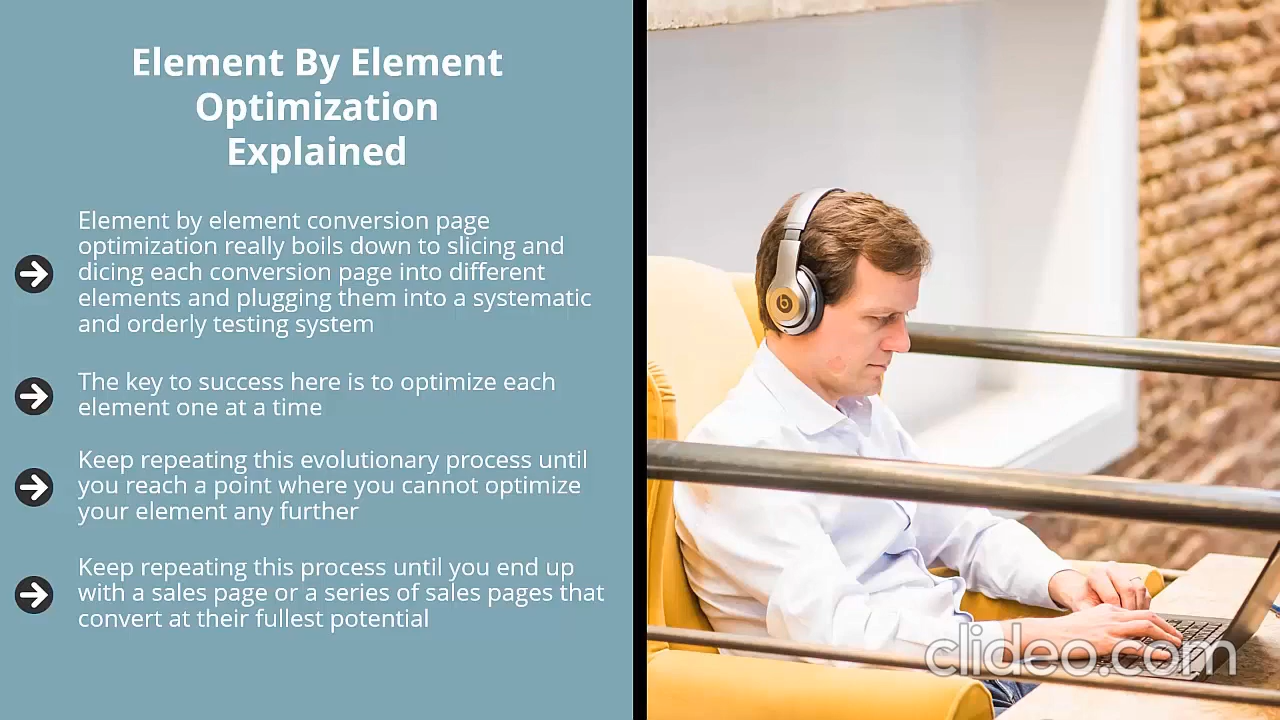 Element By Element
Optimization
Explained
Element by element conversion page
optimization really boils down to slicing and
dicing each conversion page into different
elements and plugging them into a systematic
and orderly testing system
The key to success here is to optimize each
element one at a time
Keep repeating this evolutionary process until
you reach a point where you cannot optimize
your element any further
Keep repeating this process until you end up
with a sales page or a series of sales pages that
convert at their fullest potential
b
clideo.com